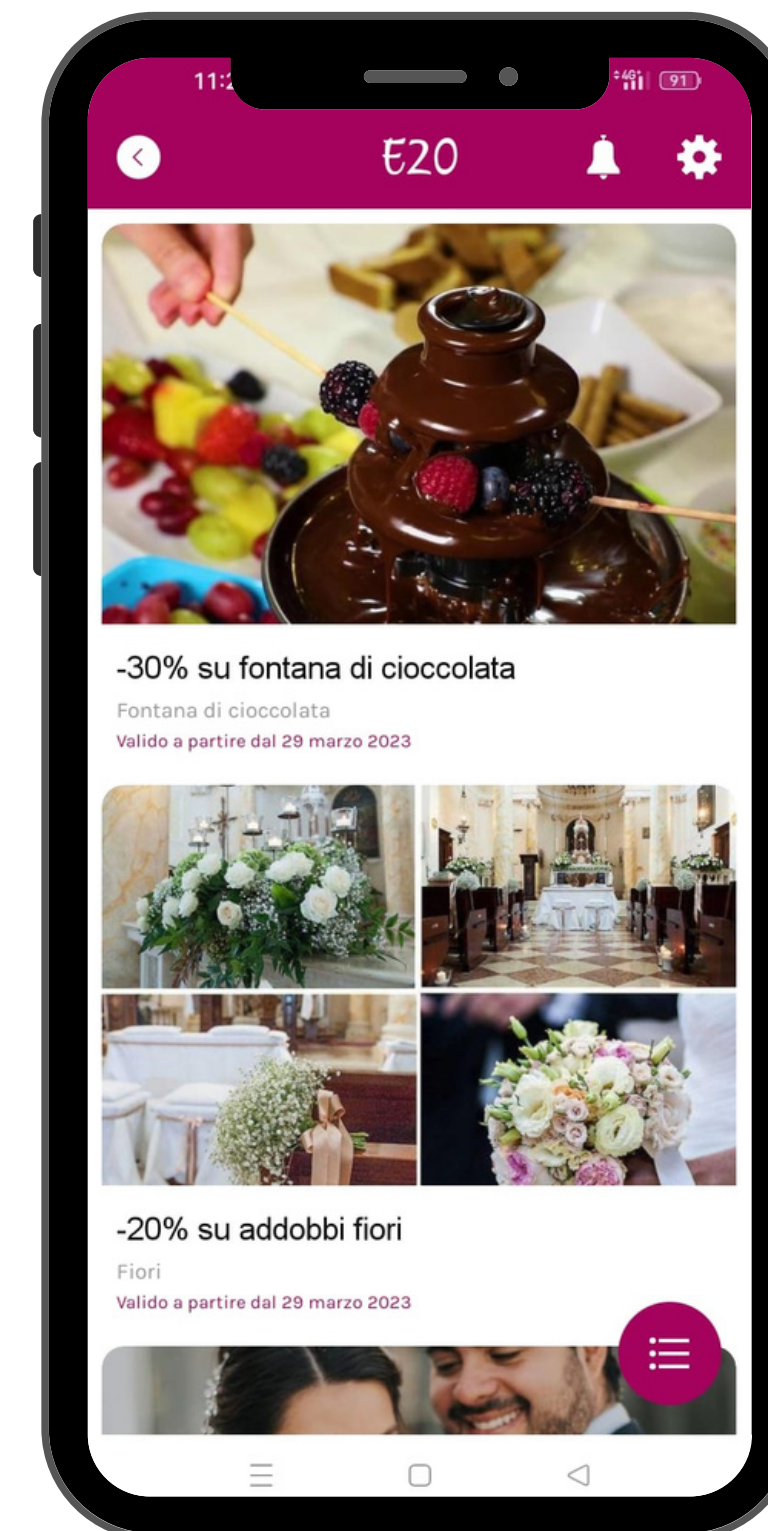 91
E20
-30% su fontana di cioccolata
Fontana di cioccolata
Valido a partire dal 29 marzo 2023
-20% su addobbi fiori
Fiori
Valido a partire dal 29 marzo 2023